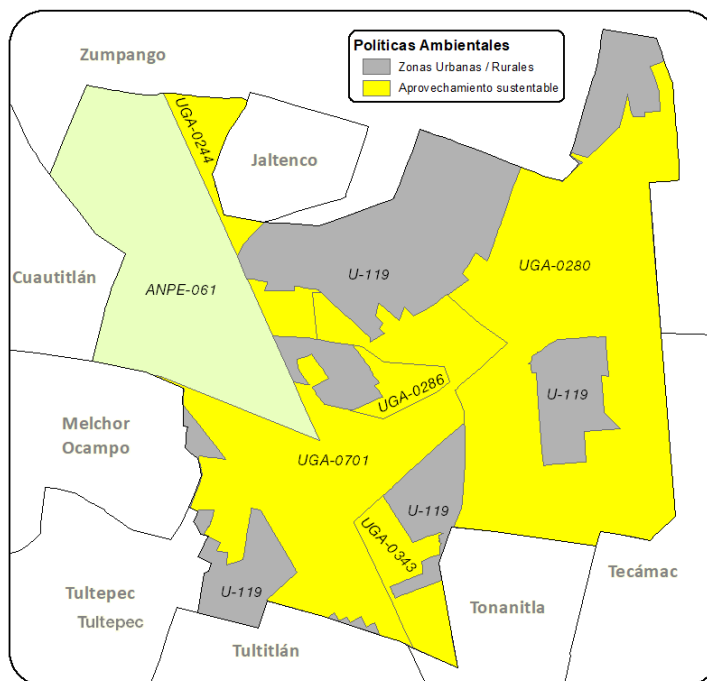 Políticas Ambientales
Zonas Urbanas / Rurales
Aprovechamiento sustentable
Zumpango
UGA-0244
Jaltenco
Cuautitlán
ANPE-061
U-119
UGA-0280
UGA-0286
U-119
Melchor
Ocampo
UGA-0701
U-119
UGA-0343
Tultepec
Tultepec
U-119
Tultitlán
Tonanitla
Tecámac